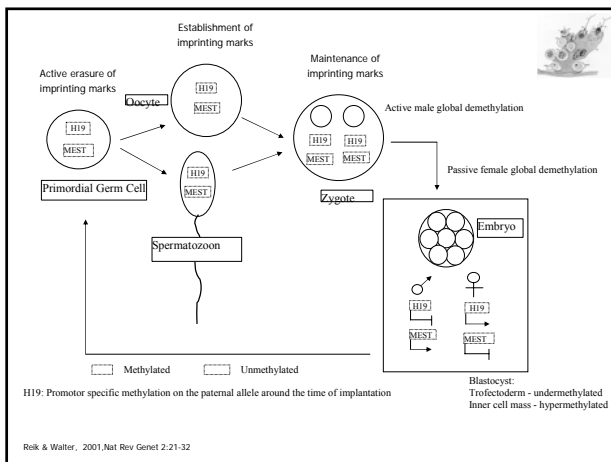 Establishment of
imprinting marks
Active erasure of
imprinting marks
Maintenance of
imprinting marks
Oocyte
H19
MEST
H19
MEST
Primordial Germ Cell
H19
MEST
Spermatozoon
H19 H19
MEST MEST
Zygote
Active male global demethylation
Passive female global demethylation
Embryo
H19 H19
MEST MEST
Methylated Unmethylated
H19: Promotor specific methylation on the paternal allele around the time of implantation
Blastocyst:
Trofectoderm - undermethylated
Inner cell mass - hypermethylated
Reik & Walter, 2001,Nat Rev Genet 2:21-32